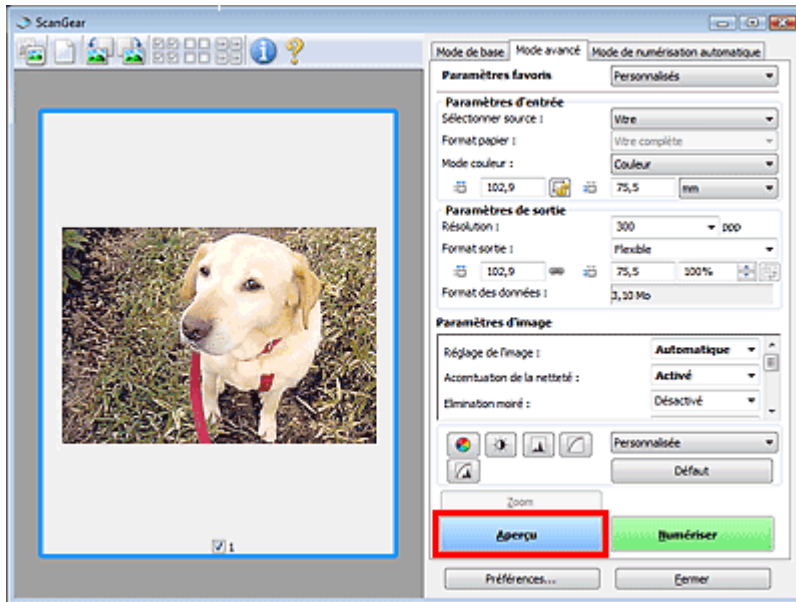 ScanGear
Mode de base Mode avancé Mode de numérisation automatique
Paramètres favoris Personnalisés
Paramètres d'entrée
Sélectionner source : Vitre
Format papier : Vitre complète
Mode couleur : Couleur
102,9 75,5 mm
Paramètres de sortie
Résolution : 300 ppp
Format sortie : Flexible
102,9 75,5 100%
Format des données : 3,10 Mo
Paramètres d'image
Réglage de l'image : Automatique
Accentuation de la netteté : Activé
Elimination moiré : Désactivé
Personnalisée
Défaut
Zoom
Aperçu Numériser
1
Préférences... Fermer